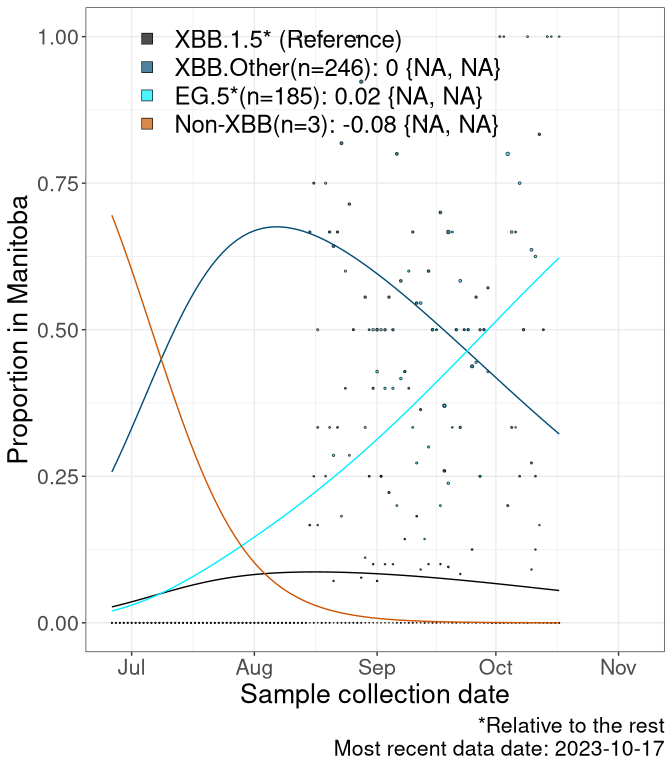 XBB.1.5* (Reference)
XBB.Other(n=246): 0 {NA, NA}
EG.5*(n=185): 0.02 {NA, NA}
Non-XBB(n=3): -0.08 {NA, NA}
1.00
0.75
0.50
0.25
0.00
Proportion in Manitoba
Jul Aug Sep Oct Nov
Sample collection date
*Relative to the rest
Most recent data date: 2023-10-17